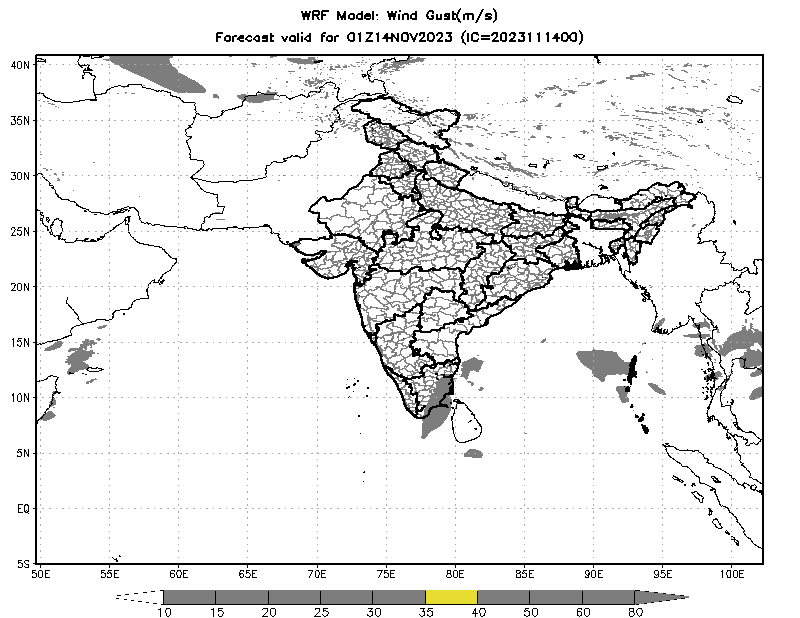 WRF Model: Wind Gust(m/s)
Forecast valid for 01Z14NOV2023 (IC=2023111400)
40N
35N
30N
25N
20N
15N
10N
5N
EQ
5S
50E 55E 60E 65E 70E 75E 80E 85E 90E 95E 100E
10 15 20 25 30 35 40 50 60 80